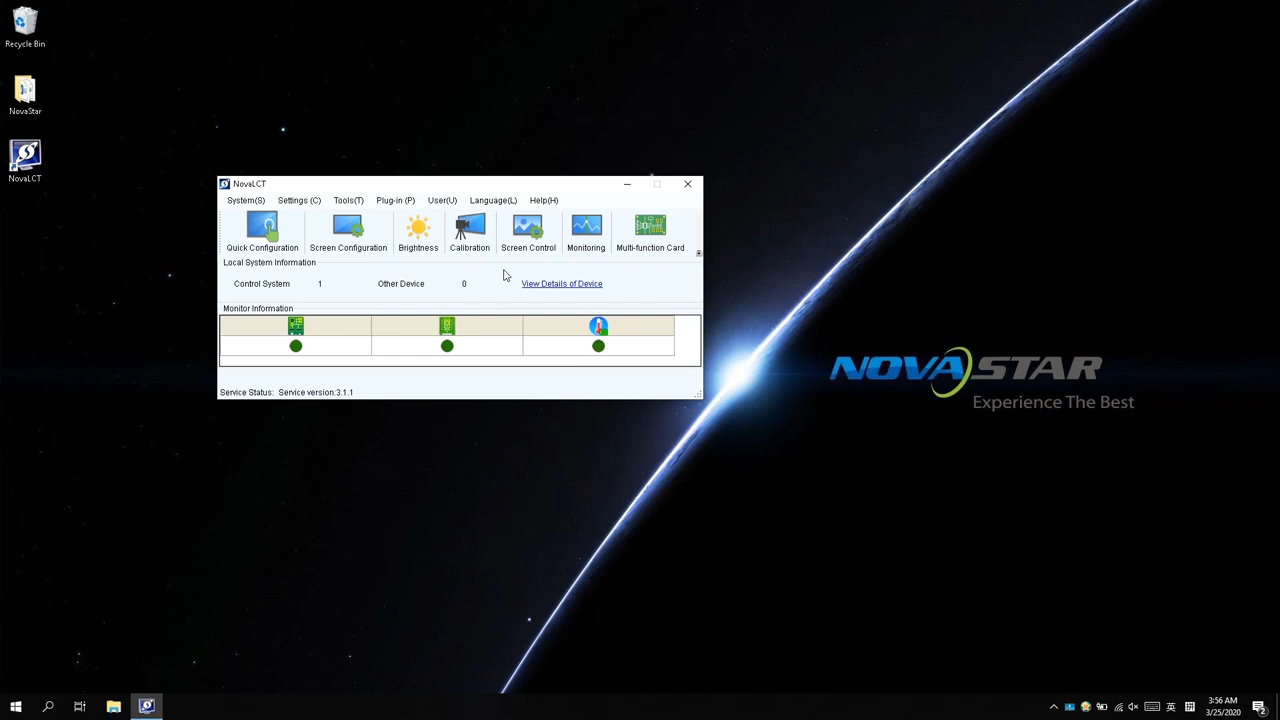 Recycle Bin
NovaStar
NovaLCT
NovaLCT
System(S) Settings (C) Tools(T) Plug-in (P) User(U) Language(L) Help(H)
Quick Configuration Screen Configuration Brightness Calibration Screen Control Monitoring Multi-function Card
Local System Information
Control System 1 Other Device 0 View Details of Device
Monitor Information
Service Status: Service version:3.1.1
NOVASTAR
Experience The Best
英
拼
3:56 AM
3/25/2020
2